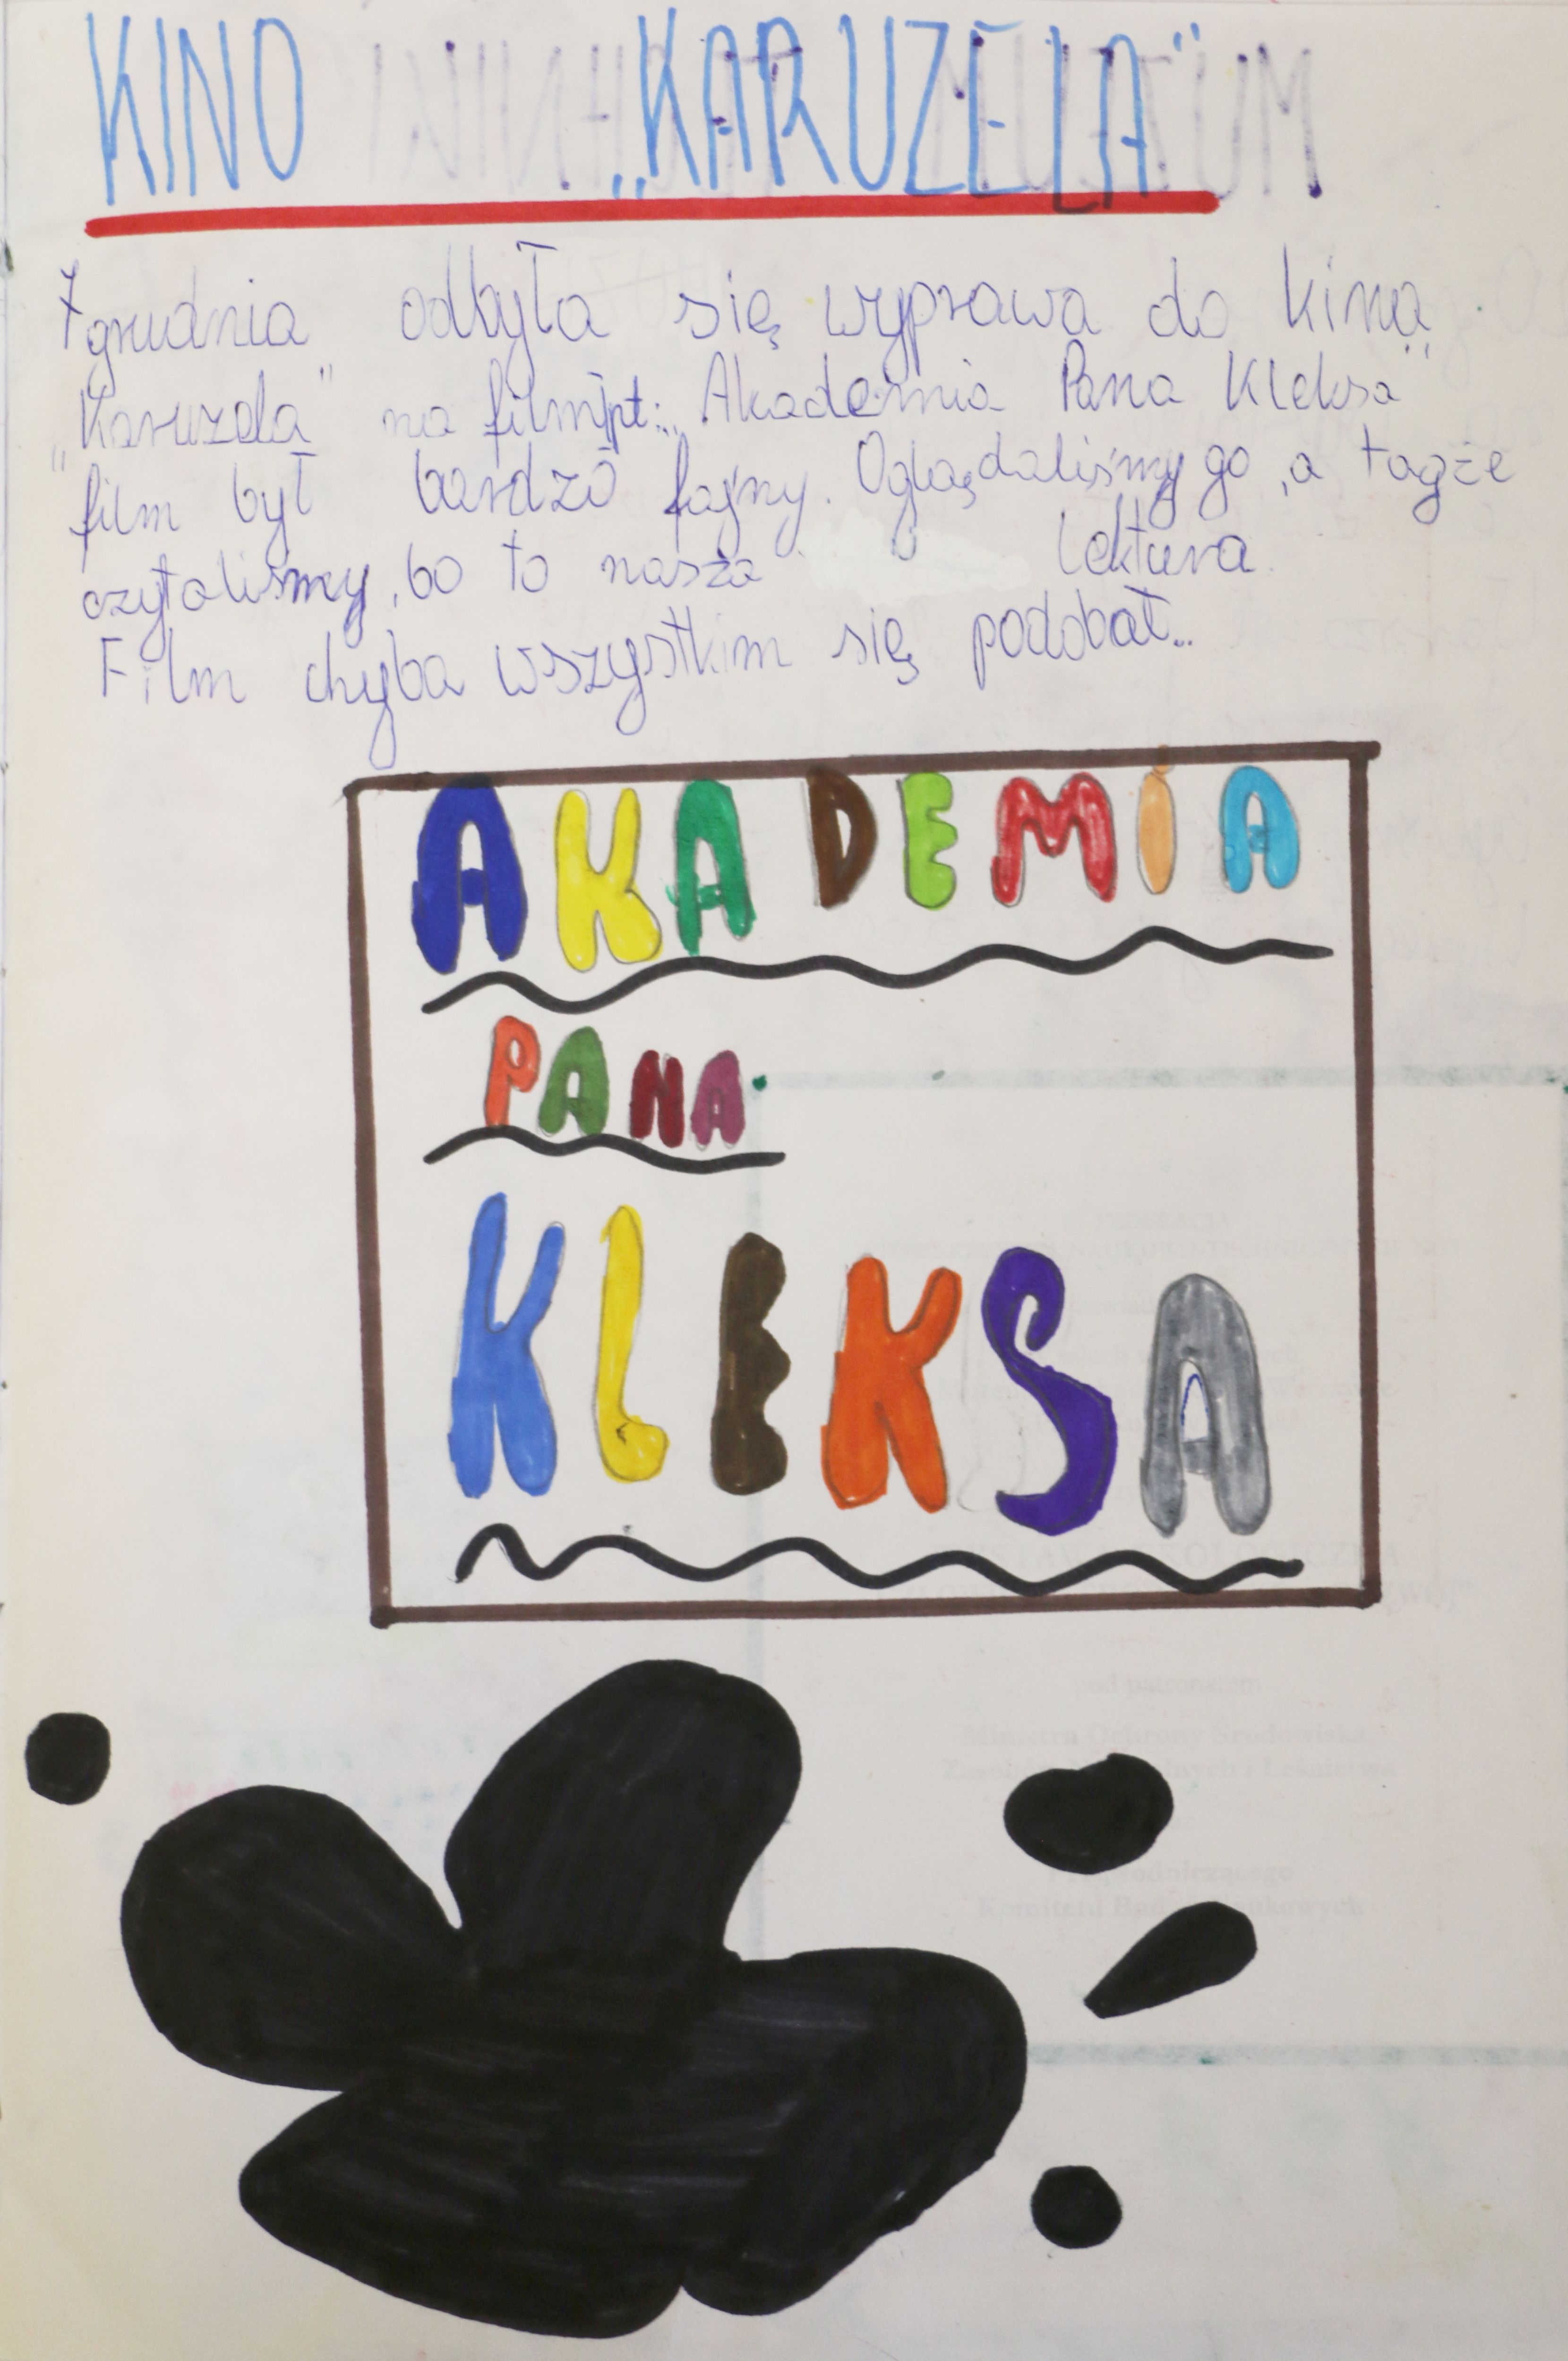 KINO „KARUZELA"
7 grudnia odbyła się wyprawa do kina
„Karuzela" na film pt: „Akademia Pana Kleksa"
film był bardzo fajny. Oglądaliśmy go, a tagże
czytaliśmy, bo to nasza lektura.
Film chyba wszystkim się podobał...
AKADEMIA
PANA
KLEKSA